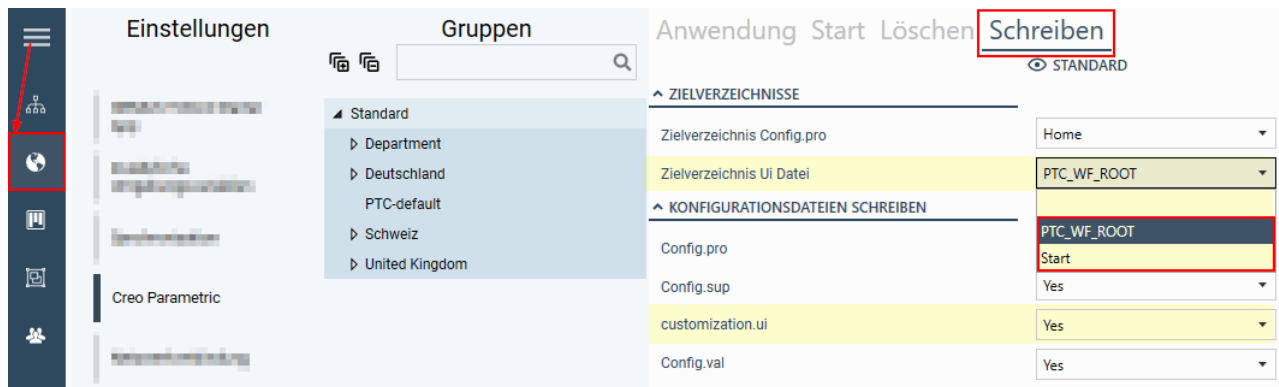 Einstellungen
Gruppen
Anwendung Start Löschen Schreiben
STANDARD
ZIELVERZEICHNISSE
Zielverzeichnis Config.pro
Home
Zielverzeichnis Ui Datei
PTC_WF_ROOT
KONFIGURATIONSDATEIEN SCHREIBEN
PTC_WF_ROOT
Config.pro
Start
Config.sup
Yes
customization.ui
Yes
Config.val
Yes
Standard
Department
Deutschland
PTC-default
Schweiz
United Kingdom
Creo Parametric